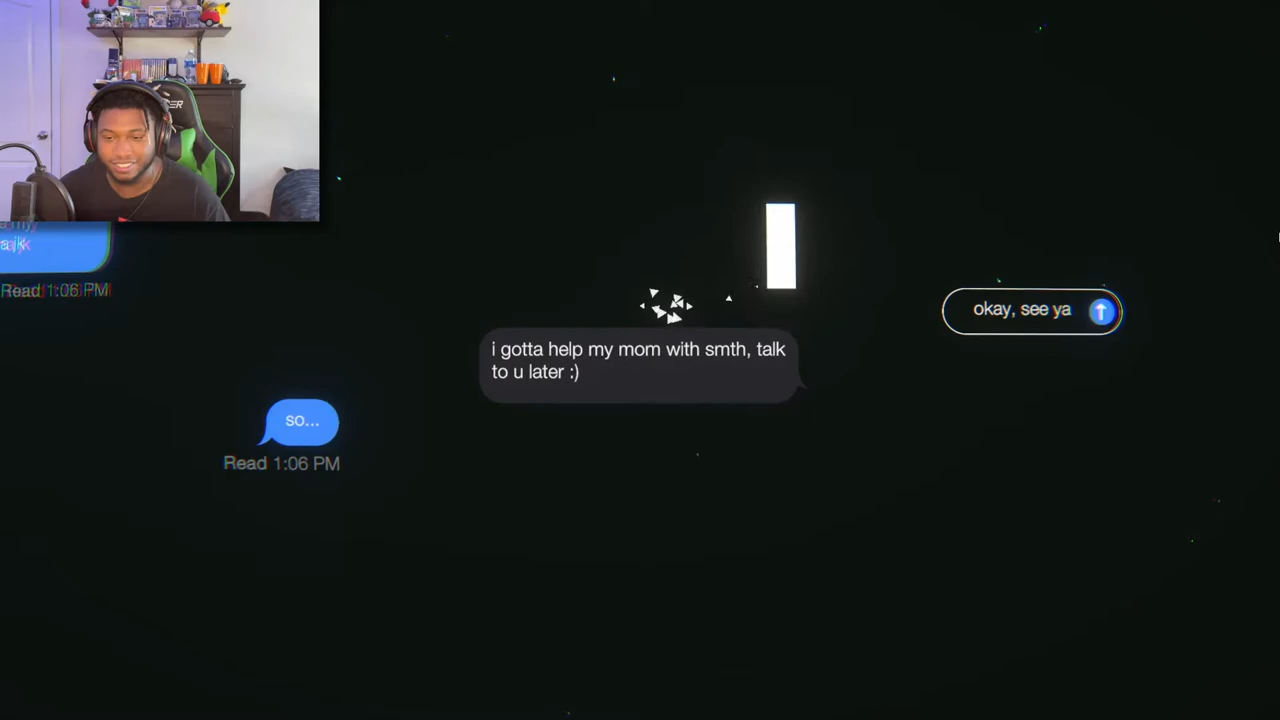 Read 1:06 PM
i gotta help my mom with smth, talk
to u later :)
okay, see ya
so...
Read 1:06 PM